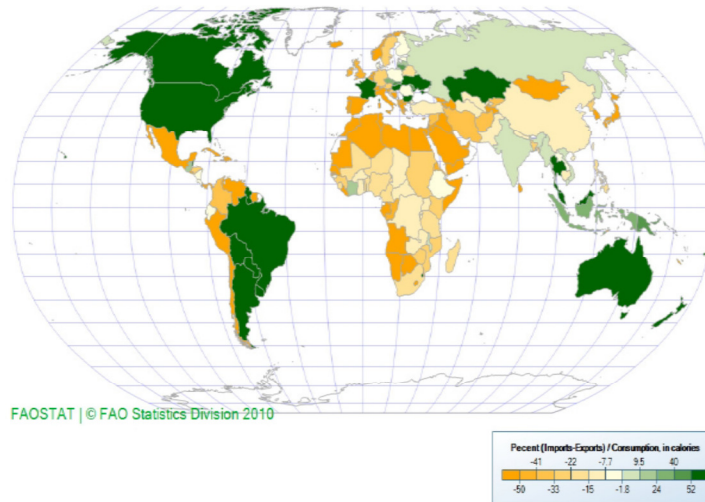 FAOSTAT | © FAO Statistics Division 2010
Pecent (Imports-Exports) / Consumption, in calories
-41 -22 -7.7 9.5 40
-59 -33 -15 -1.8 24 52